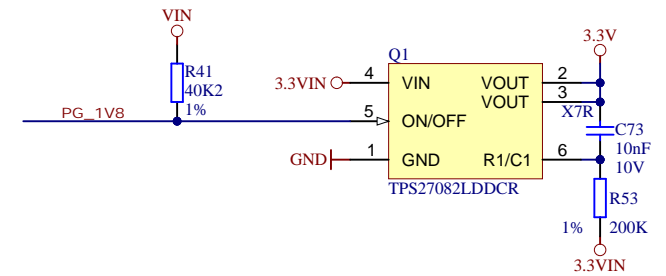 VIN
3.3V
R41
40K2
1%
PG_1V8
Q1
3.3VIN
4
VIN
VOUT
2
VOUT
3
5
ON/OFF
X7R
C73
10nF
10V
GND
1
GND
R1/C1
6
TPS27082LDDCR
R53
1%
200K
3.3VIN